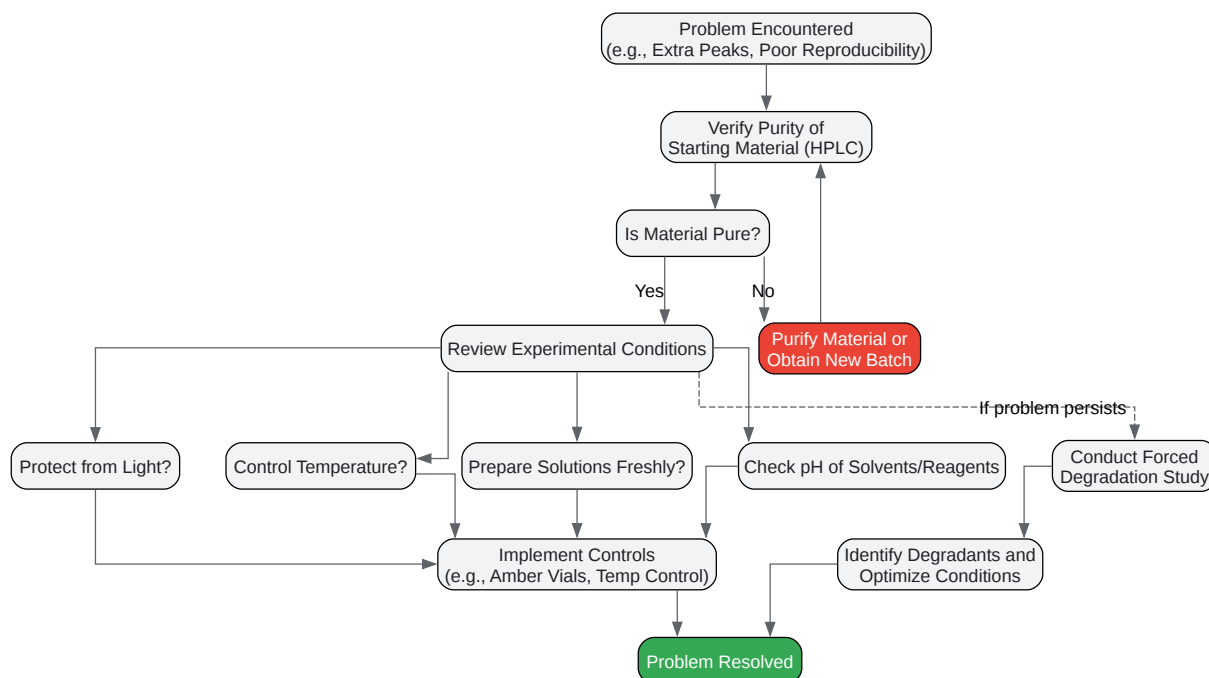 Problem Encountered
(e.g., Extra Peaks, Poor Reproducibility)
Verify Purity of
Starting Material (HPLC)
Is Material Pure?
Yes
No
Review Experimental Conditions
Purify Material or
Obtain New Batch
If problem persists
Protect from Light?
Control Temperature?
Prepare Solutions Freshly?
Check pH of Solvents/Reagents
Conduct Forced
Degradation Study
Implement Controls
(e.g., Amber Vials, Temp Control)
Identify Degradants and
Optimize Conditions
Problem Resolved